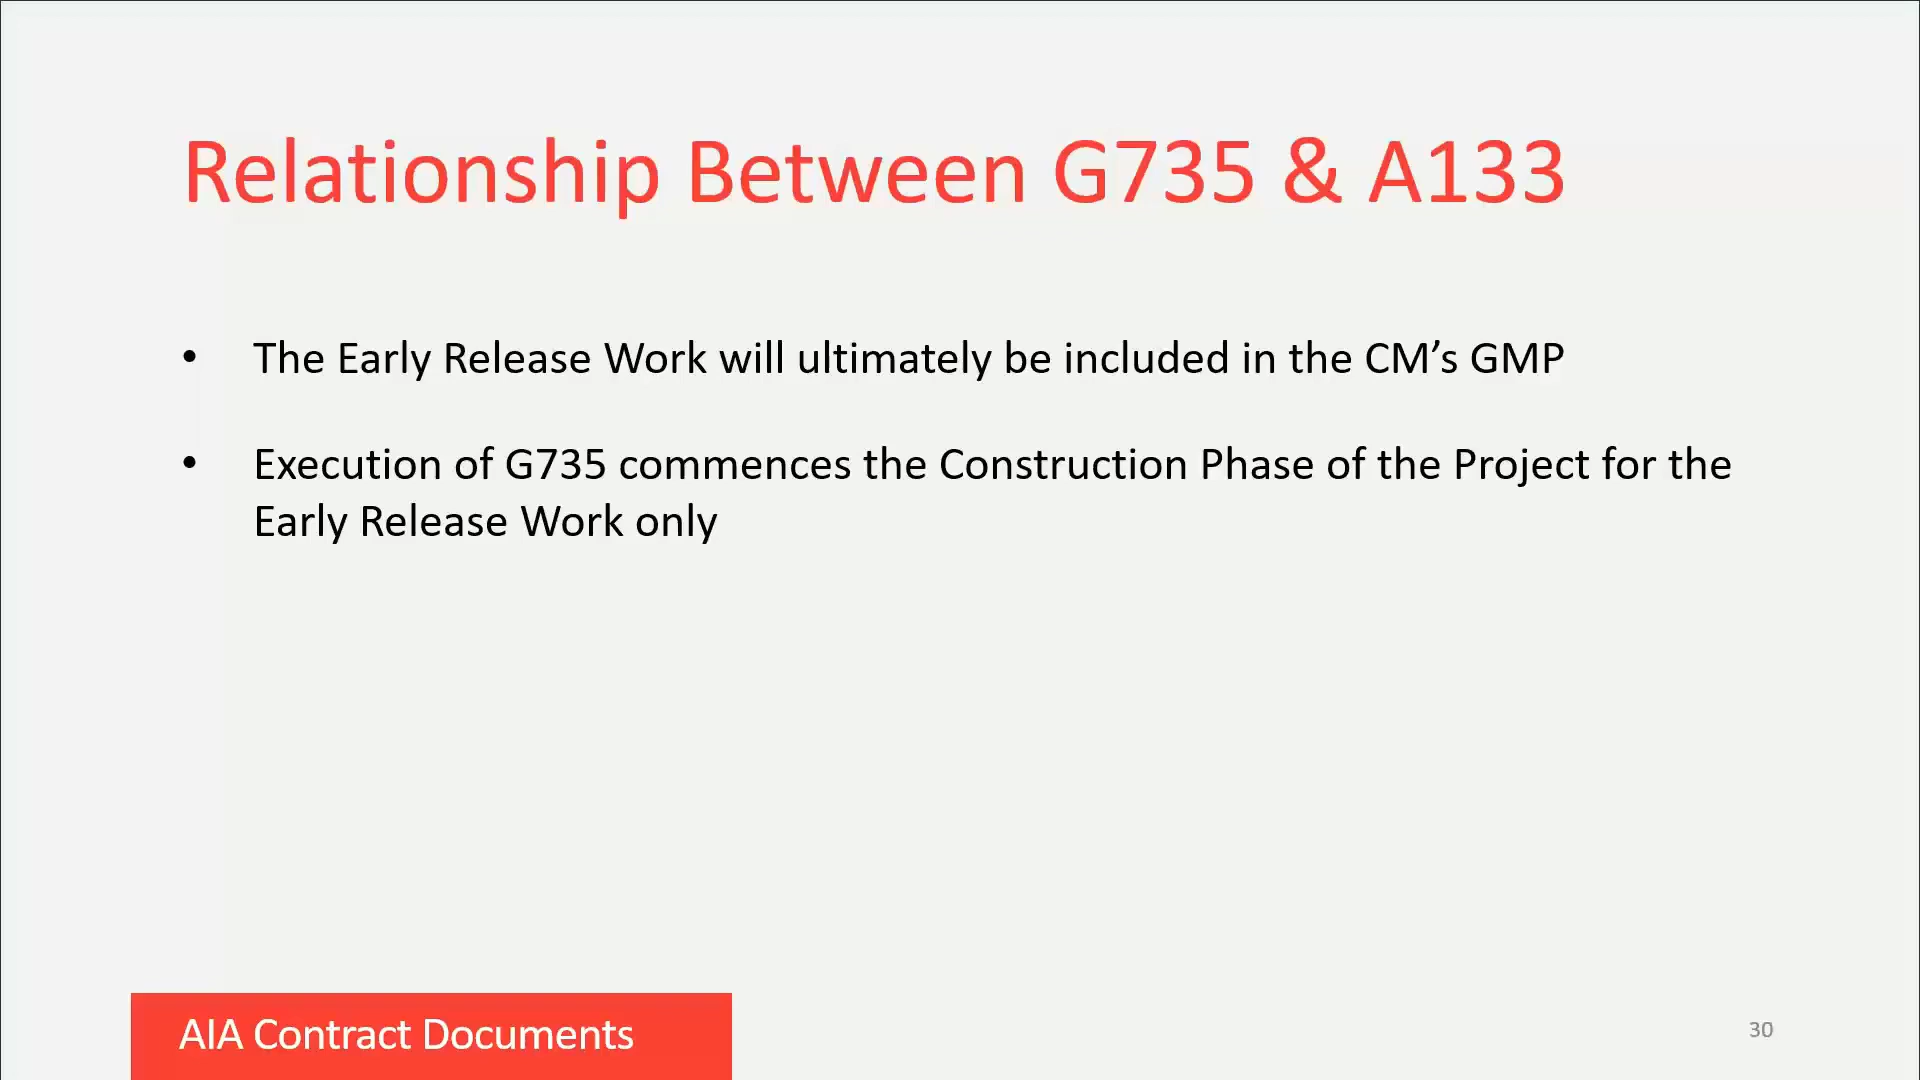 Relationship Between G735 & A133
• The Early Release Work will ultimately be included in the CM’s GMP
• Execution of G735 commences the Construction Phase of the Project for the
Early Release Work only
AIA Contract Documents
30